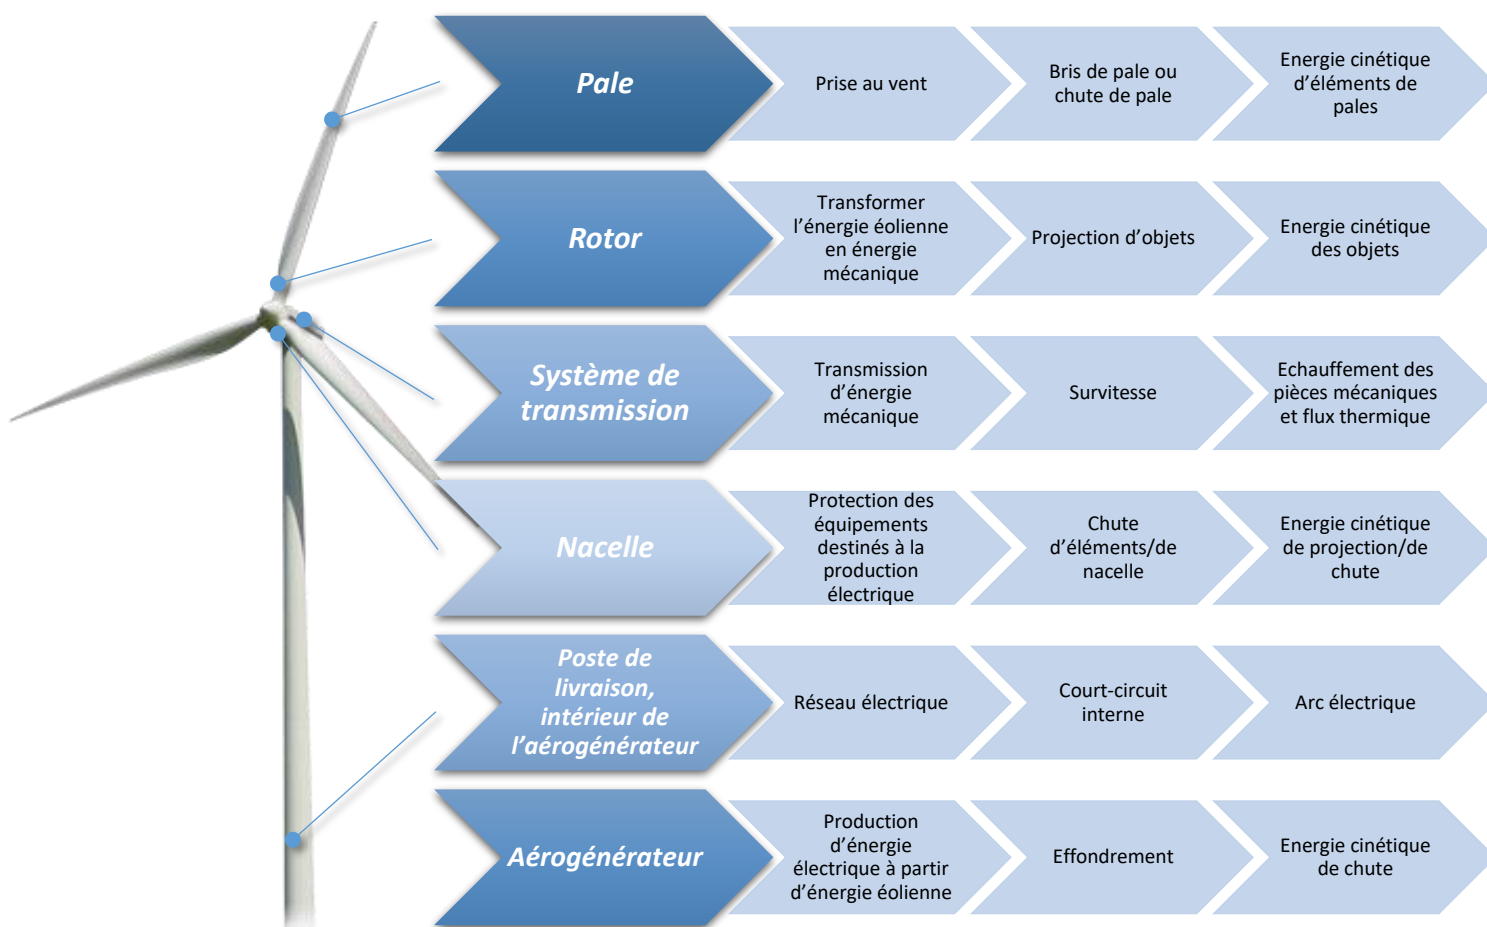 Pale
Prise au vent
Bris de pale ou
chute de pale
Energie cinétique
d’éléments de
pales
Rotor
Transformer
l’énergie éolienne
en énergie
mécanique
Projection d’objets
Energie cinétique
des objets
Système de
transmission
Transmission
d’énergie
mécanique
Survitesse
Echauffement des
pièces mécaniques
et flux thermique
Nacelle
Protection des
équipements
destinés à la
production
électrique
Chute
d’éléments/de
nacelle
Energie cinétique
de projection/de
chute
Poste de
livraison,
intérieur de
l’aérogénérateur
Réseau électrique
Court-circuit
interne
Arc électrique
Aérogénérateur
Production
d’énergie
électrique à partir
d’énergie éolienne
Effondrement
Energie cinétique
de chute